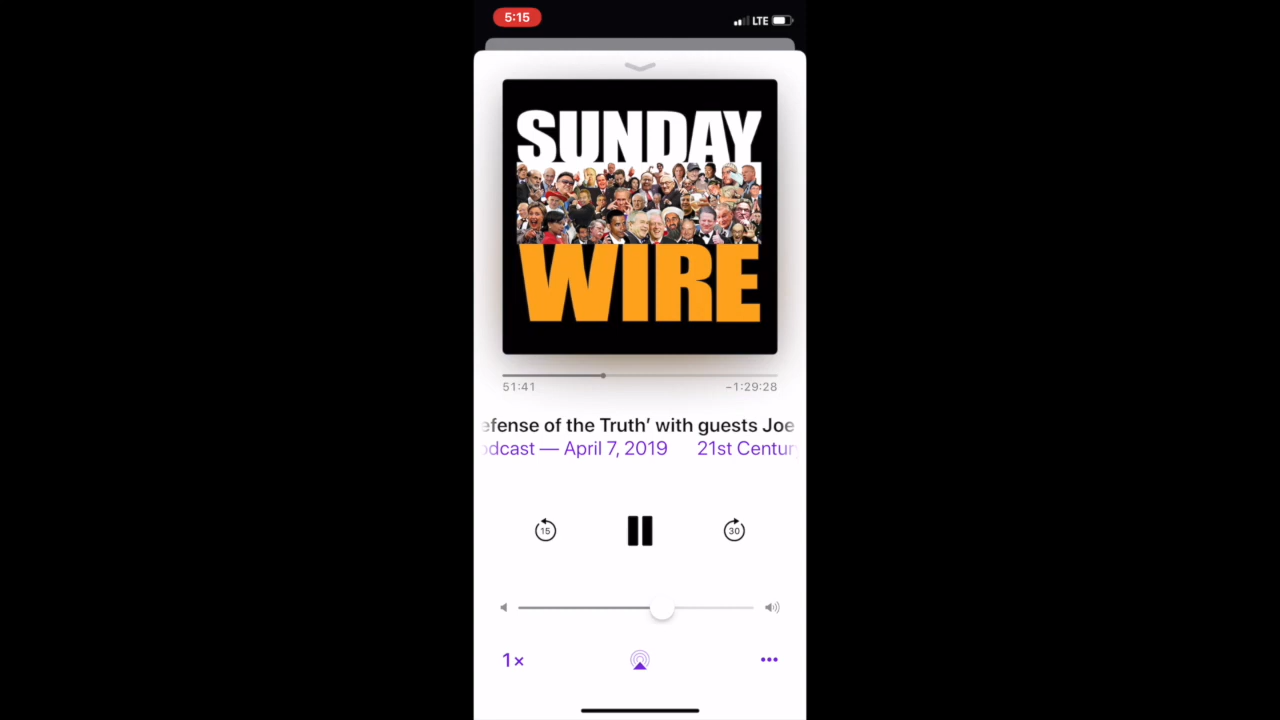 5:15
LTE
SUNDAY
WIRE
51:41
−1:29:28
efense of the Truth’ with guests Joe
odcast — April 7, 2019 21st Centur
15
30
1×